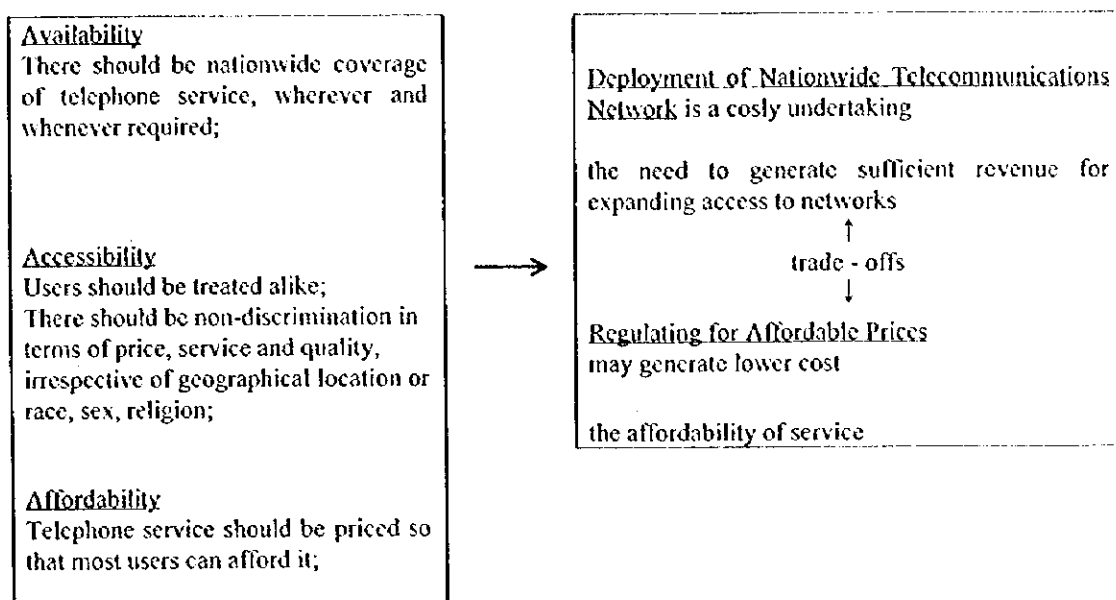 Availability
There should be nationwide coverage
of telephone service, wherever and
whenever required;
Accessibility
Users should be treated alike;
There should be non-discrimination in
terms of price, service and quality,
irrespective of geographical location or
race, sex, religion;
Affordability
Telephone service should be priced so
that most users can afford it;
Deployment of Nationwide Telecommunications
Network is a cosly undertaking
the need to generate sufficient revenue for
expanding access to networks
trade - offs
Regulating for Affordable Prices
may generate lower cost
the affordability of service